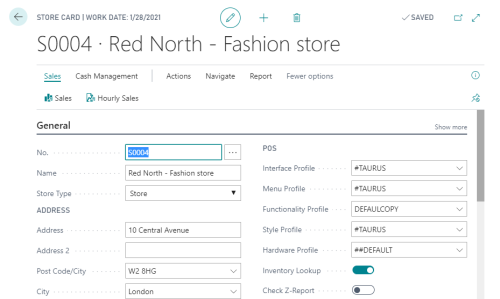 STORE CARD | WORK DATE: 1/28/2021
SAVED
S0004 · Red North - Fashion store
Sales Cash Management Actions Navigate Report Fewer options
Sales Hourly Sales
General
Show more
No. S0004 ...
Name Red North - Fashion store
Store Type Store
ADDRESS
Address 10 Central Avenue
Address 2
Post Code/City W2 8HG
City London
POS
Interface Profile #TAURUS
Menu Profile #TAURUS
Functionality Profile DEFAULCOPY
Style Profile #TAURUS
Hardware Profile ##DEFAULT
Inventory Lookup
Check Z-Report